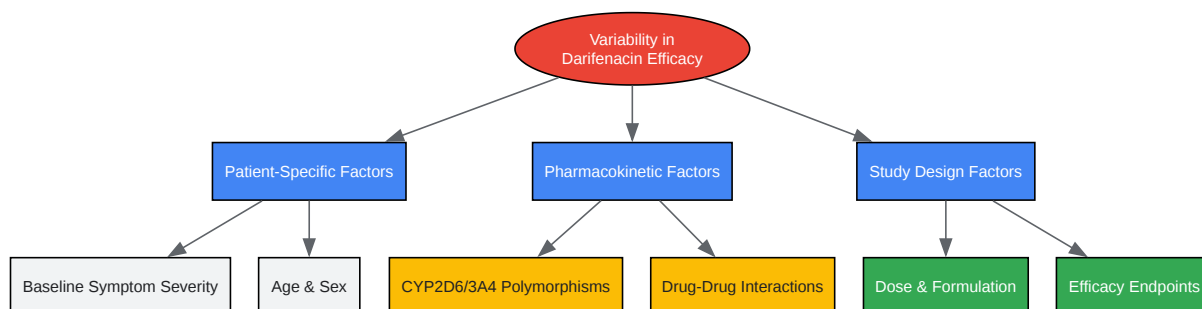 Variability in
Darifenacin Efficacy
Patient-Specific Factors
Pharmacokinetic Factors
Study Design Factors
Baseline Symptom Severity
Age & Sex
CYP2D6/3A4 Polymorphisms
Drug-Drug Interactions
Dose & Formulation
Efficacy Endpoints